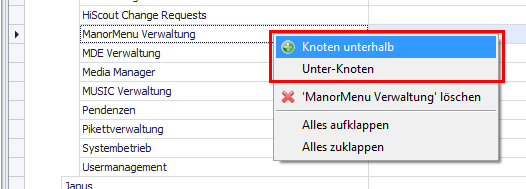 HiScout Change Requests
ManorMenu Verwaltung
MDE Verwaltung
Media Manager
MUSIC Verwaltung
Pendenzen
Pikettverwaltung
Systembetrieb
Usermanagement
Janus
Knoten unterhalb
Unter-Knoten
'ManorMenu Verwaltung' löschen
Alles aufklappen
Alles zuklappen